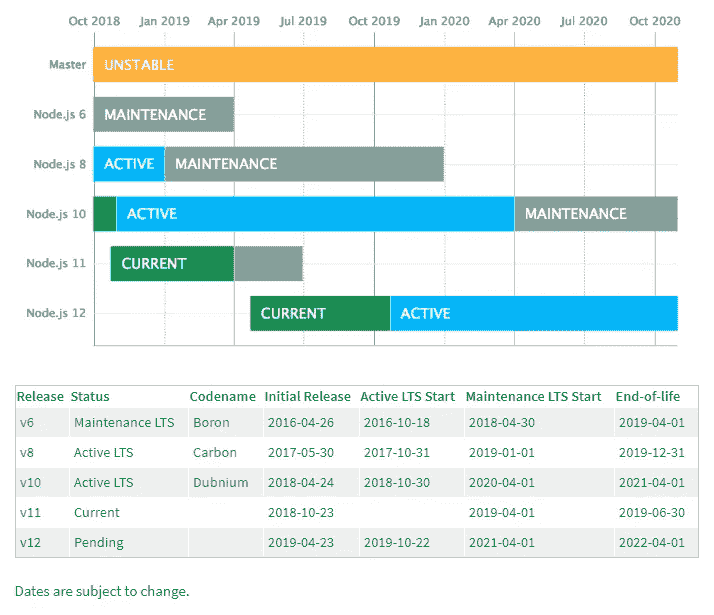 Oct 2018 Jan 2019 Apr 2019 Jul 2019 Oct 2019 Jan 2020 Apr 2020 Jul 2020 Oct 2020
Master UNSTABLE
Node.js 6 MAINTENANCE
Node.js 8 ACTIVE MAINTENANCE
Node.js 10 ACTIVE MAINTENANCE
Node.js 11 CURRENT
Node.js 12 CURRENT ACTIVE
Release Status Codename Initial Release Active LTS Start Maintenance LTS Start End-of-life
v6 Maintenance LTS Boron 2016-04-26 2016-10-18 2018-04-30 2019-04-01
v8 Active LTS Carbon 2017-05-30 2017-10-31 2019-01-01 2019-12-31
v10 Active LTS Dubnium 2018-04-24 2018-10-30 2020-04-01 2021-04-01
v11 Current 2018-10-23 2019-04-01 2019-06-30
v12 Pending 2019-04-23 2019-10-22 2021-04-01 2022-04-01
Dates are subject to change.